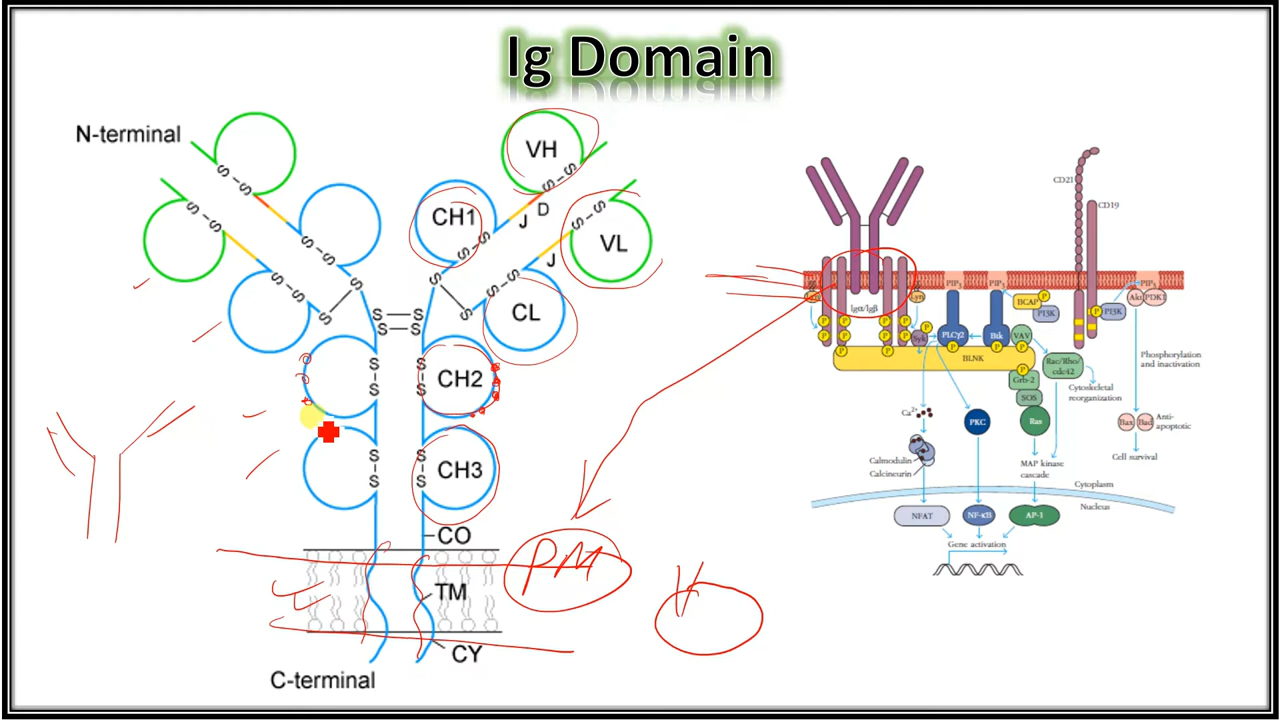 Ig Domain
N-terminal
VH
S-S
S-S
CH1
D
J
S-S
S-S
VL
S-S
S-S
J
S-S
S-S
CL
S
S
S
S
S=S
S=S
S
S
CH2
S
S
S
S
CH3
S
S
CO
PM
TM
CY
C-terminal
CD21
CD19
PIP3
PIP3
PIP3
Lyn
Igα/Igβ
BCAP
P
PI3K
P
PI3K
Akt
PDK1
P
P
P
P
P
P
P
P
Syk
P
PLCγ2
Btk
VAV
P
P
P
P
P
P
BLNK
P
Rac/Rho/
cdc42
Phosphorylation
and inactivation
Grb-2
SOS
Cytoskeletal
reorganization
Ca2+
PKC
Ras
Bax
Bad
Anti-
apoptotic
Calmodulin
Calcineurin
MAP kinase
cascade
Cell survival
Cytoplasm
Nucleus
NFAT
NF-κB
AP-1
Gene activation